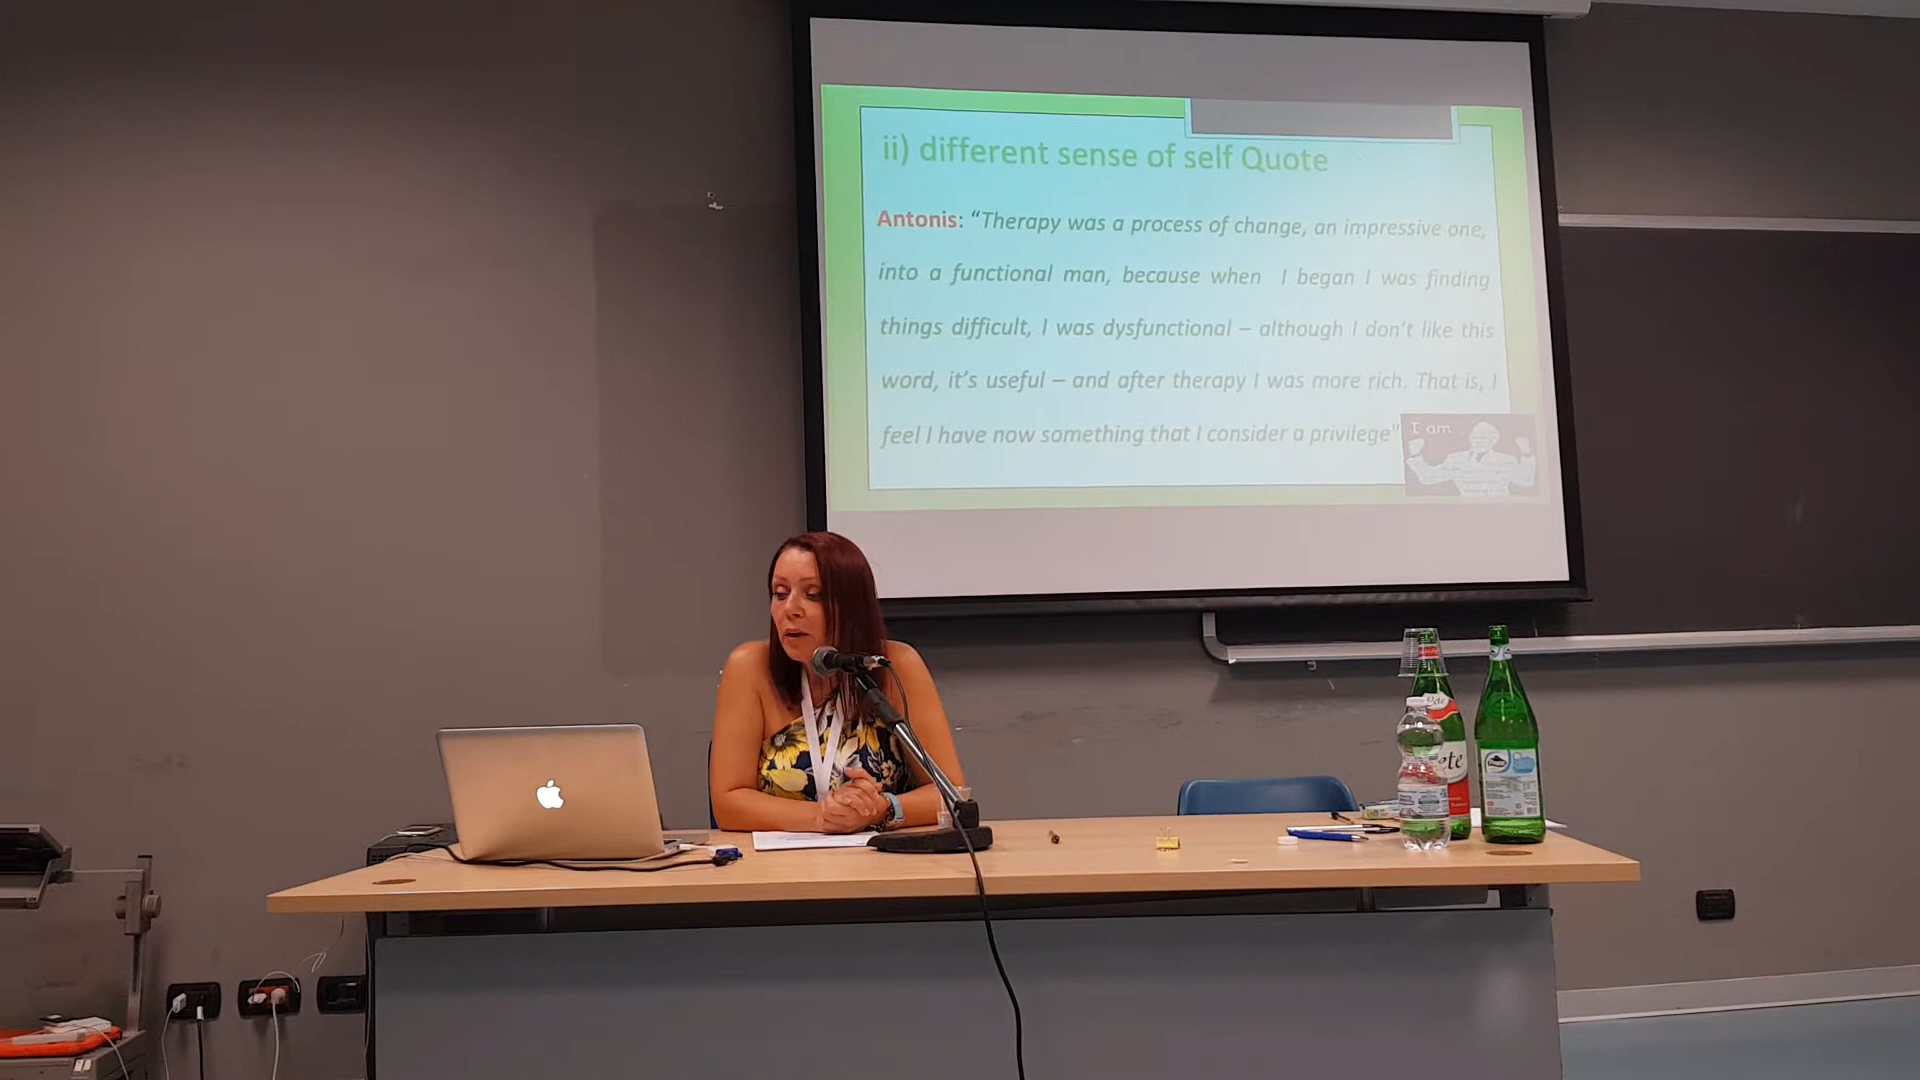 ii) different sense of self Quote
Antonis: “Therapy was a process of change, an impressive one,
into a functional man, because when I began I was finding
things difficult, I was dysfunctional – although I don't like this
word, it's useful – and after therapy I was more rich. That is, I
feel I have now something that I consider a privilege"
I am